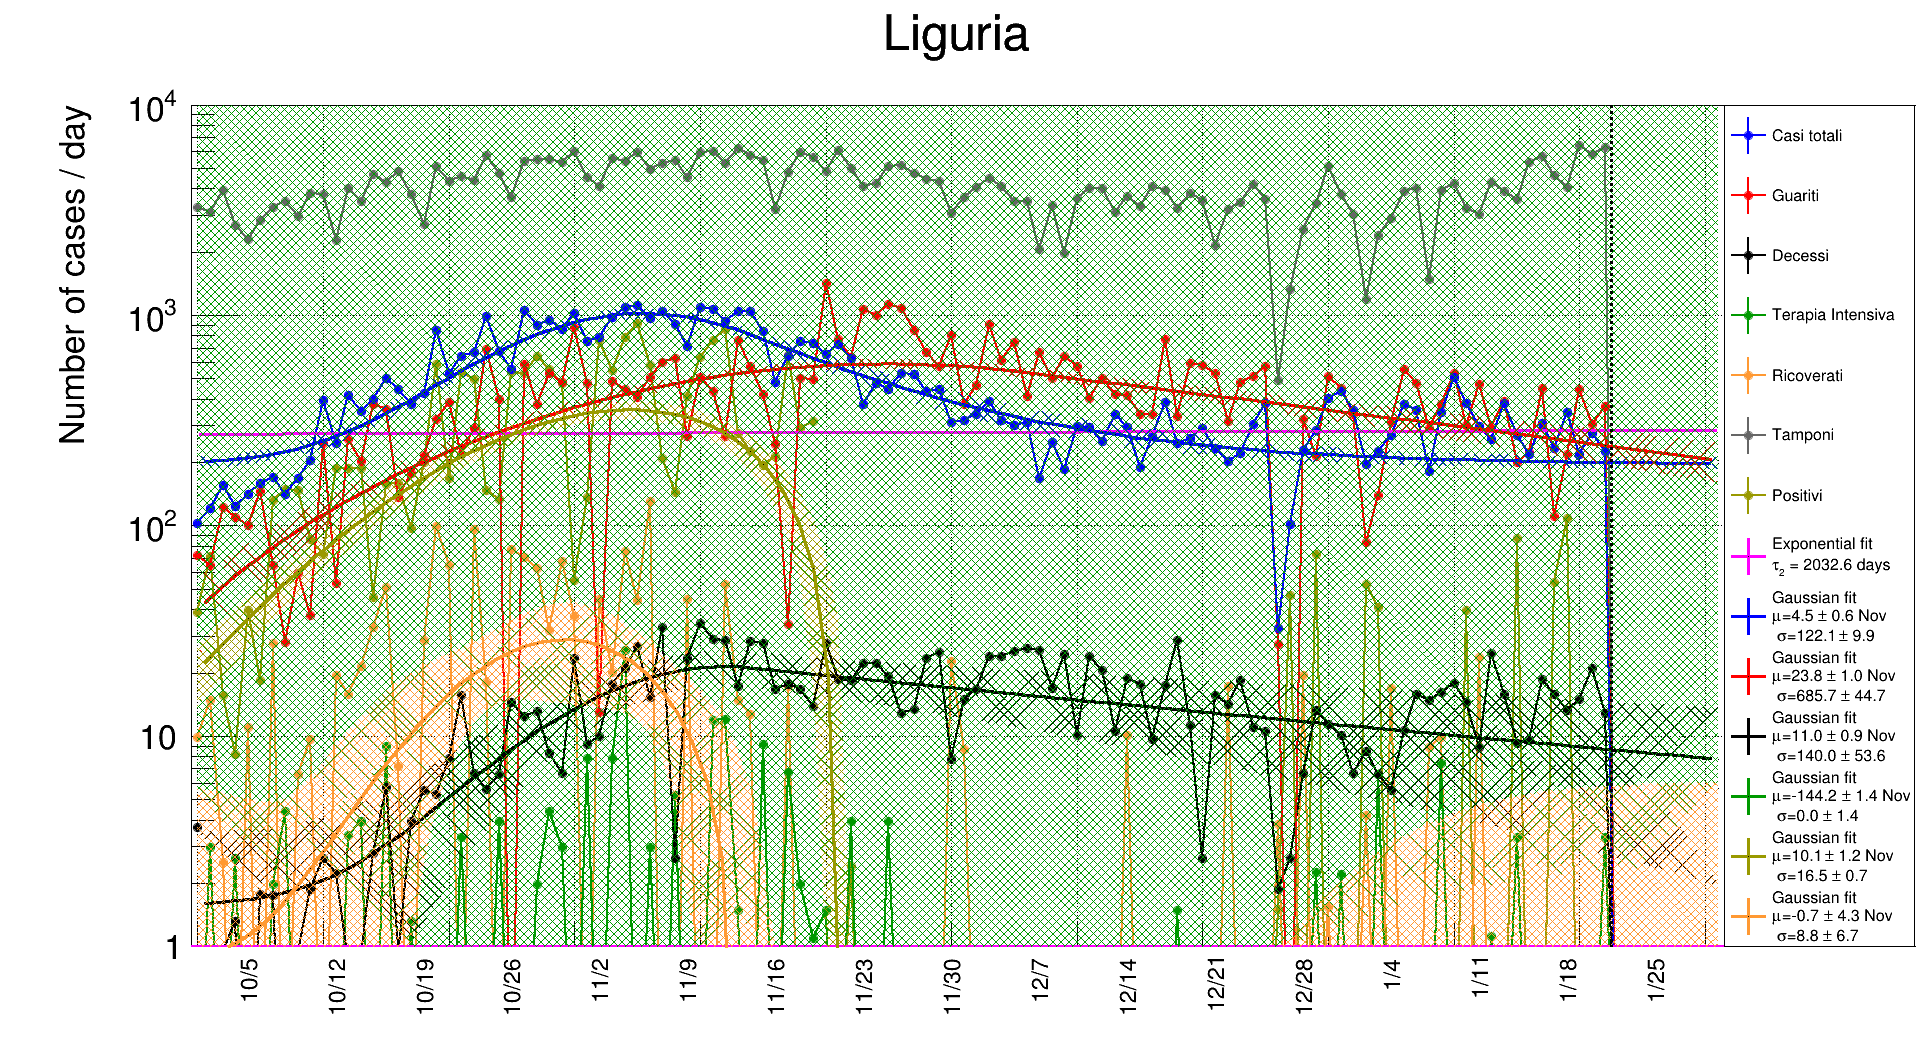 Liguria
Number of cases / day
10^4
10^3
10^2
10
1
10/5
10/12
10/19
10/26
11/2
11/9
11/16
11/23
11/30
12/7
12/14
12/21
12/28
1/4
1/11
1/18
1/25
Casi totali
Guariti
Decessi
Terapia Intensiva
Ricoverati
Tamponi
Positivi
Exponential fit
τ2 = 2032.6 days
Gaussian fit
μ=4.5 ± 0.6 Nov
σ=122.1 ± 9.9
Gaussian fit
μ=23.8 ± 1.0 Nov
σ=685.7 ± 44.7
Gaussian fit
μ=11.0 ± 0.9 Nov
σ=140.0 ± 53.6
Gaussian fit
μ=-144.2 ± 1.4 Nov
σ=0.0 ± 1.4
Gaussian fit
μ=10.1 ± 1.2 Nov
σ=16.5 ± 0.7
Gaussian fit
μ=-0.7 ± 4.3 Nov
σ=8.8 ± 6.7